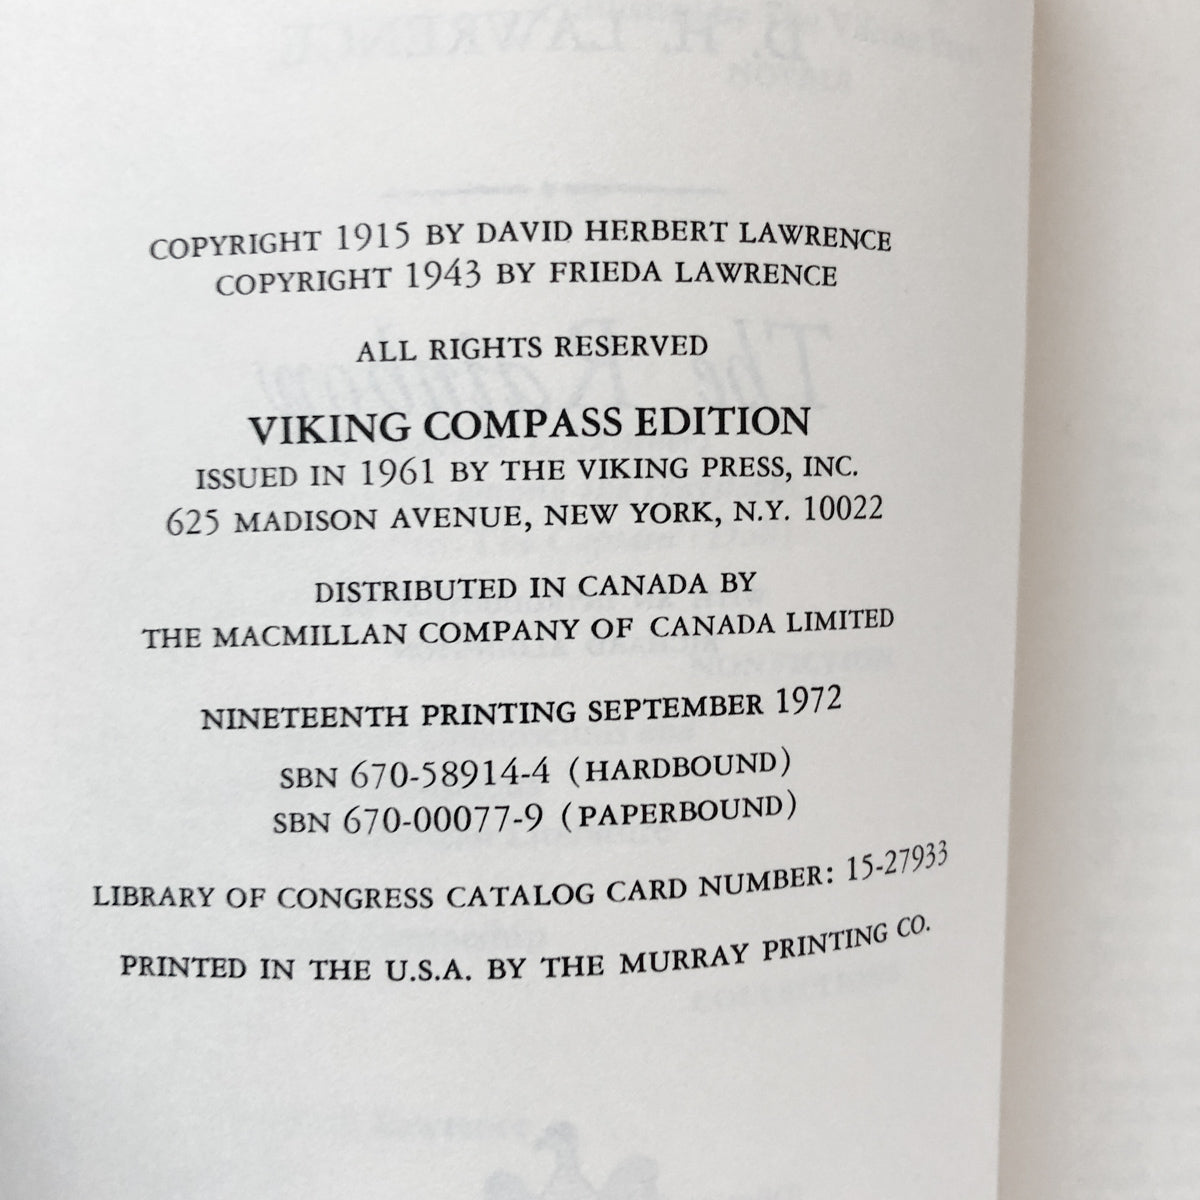 COPYRIGHT 1915 BY DAVID HERBERT LAWRENCE
COPYRIGHT 1943 BY FRIEDA LAWRENCE
ALL RIGHTS RESERVED
VIKING COMPASS EDITION
ISSUED IN 1961 BY THE VIKING PRESS, INC.
625 MADISON AVENUE, NEW YORK, N.Y. 10022
DISTRIBUTED IN CANADA BY
THE MACMILLAN COMPANY OF CANADA LIMITED
NINETEENTH PRINTING SEPTEMBER 1972
SBN 670-58914-4 (HARDBOUND)
SBN 670-00077-9 (PAPERBOUND)
LIBRARY OF CONGRESS CATALOG CARD NUMBER: 15-27933
PRINTED IN THE U.S.A. BY THE MURRAY PRINTING CO.